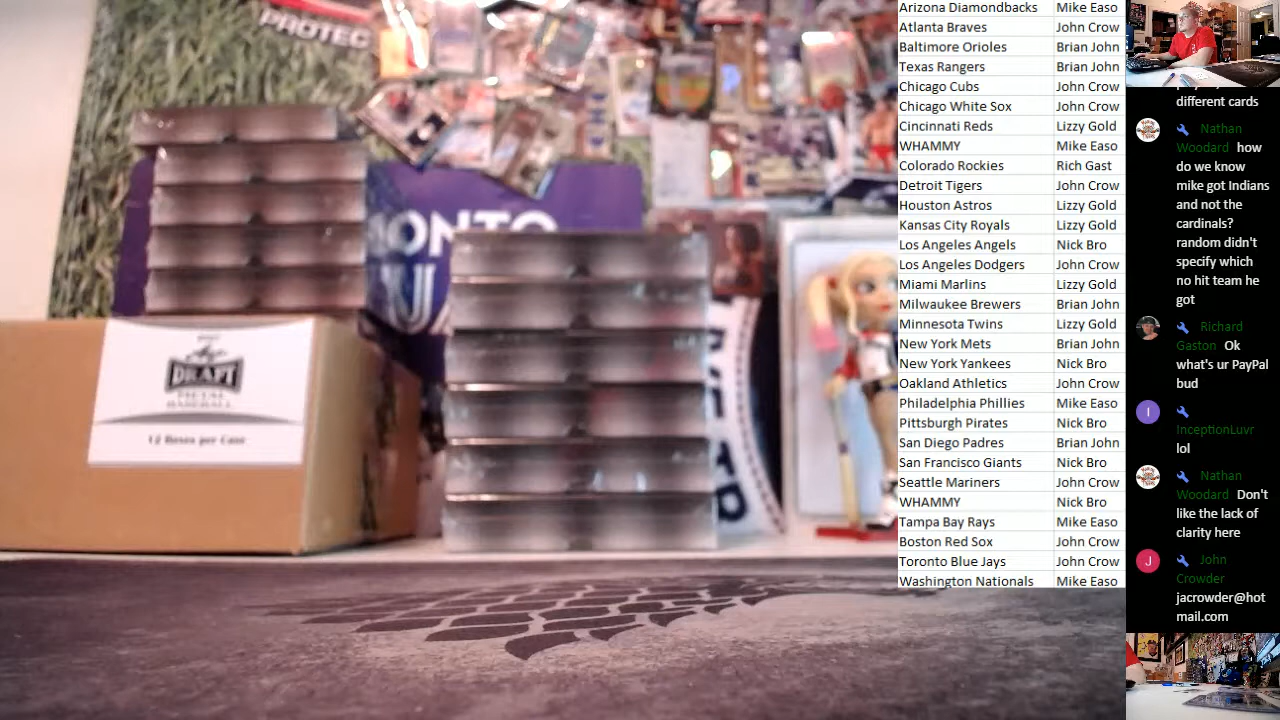 PROTEC
ONTO
DRAFT
METAL
BASEBALL
12 Boxes per Case
Arizona Diamondbacks Mike Easo
Atlanta Braves John Crow
Baltimore Orioles Brian John
Texas Rangers Brian John
Chicago Cubs John Crow
Chicago White Sox John Crow
Cincinnati Reds Lizzy Gold
WHAMMY Mike Easo
Colorado Rockies Rich Gast
Detroit Tigers John Crow
Houston Astros Lizzy Gold
Kansas City Royals Lizzy Gold
Los Angeles Angels Nick Bro
Los Angeles Dodgers John Crow
Miami Marlins Lizzy Gold
Milwaukee Brewers Brian John
Minnesota Twins Lizzy Gold
New York Mets Brian John
New York Yankees Nick Bro
Oakland Athletics John Crow
Philadelphia Phillies Mike Easo
Pittsburgh Pirates Nick Bro
San Diego Padres Brian John
San Francisco Giants Nick Bro
Seattle Mariners John Crow
WHAMMY Nick Bro
Tampa Bay Rays Mike Easo
Boston Red Sox John Crow
Toronto Blue Jays John Crow
Washington Nationals Mike Easo
different cards
Nathan
Woodard how
do we know
mike got Indians
and not the
cardinals?
random didn't
specify which
no hit team he
got
Richard
Gaston Ok
what's ur PayPal
bud
I
InceptionLuvr
lol
Nathan
Woodard Don't
like the lack of
clarity here
J
John
Crowder
jacrowder@hot
mail.com